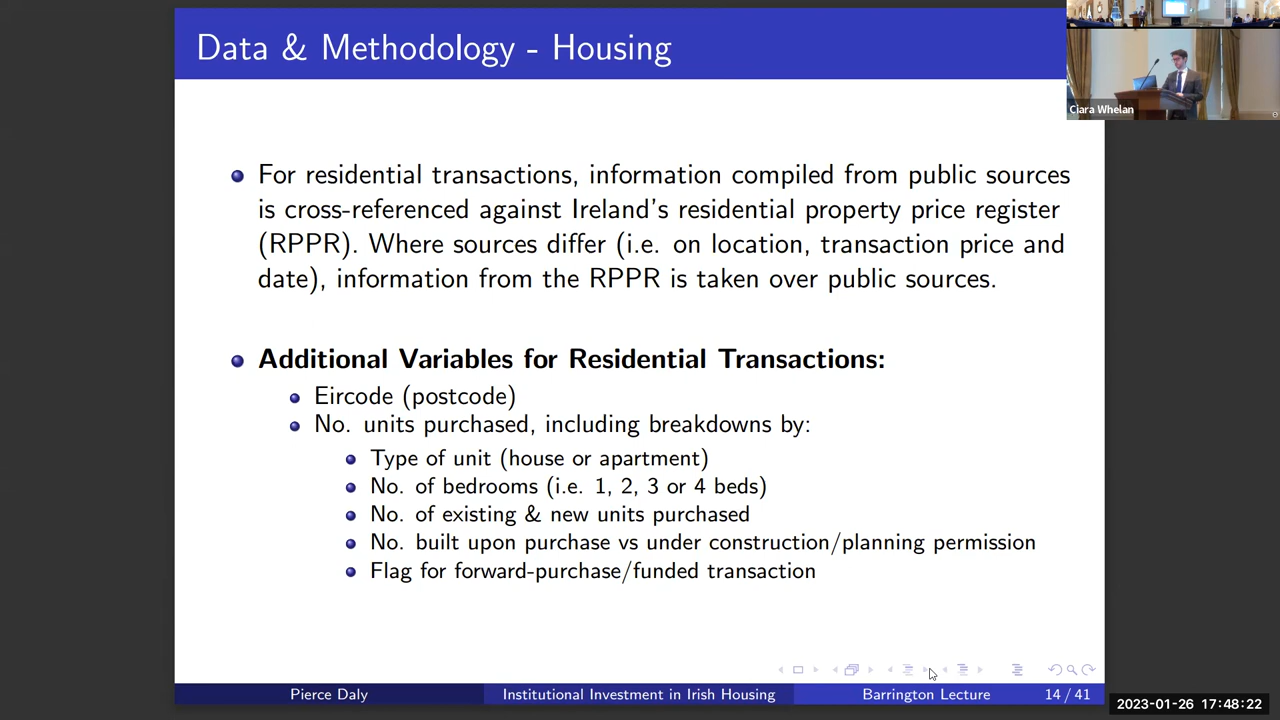 Data & Methodology - Housing
Ciara Whelan
For residential transactions, information compiled from public sources
is cross-referenced against Ireland's residential property price register
(RPPR). Where sources differ (i.e. on location, transaction price and
date), information from the RPPR is taken over public sources.
Additional Variables for Residential Transactions:
Eircode (postcode)
No. units purchased, including breakdowns by:
Type of unit (house or apartment)
No. of bedrooms (i.e. 1, 2, 3 or 4 beds)
No. of existing & new units purchased
No. built upon purchase vs under construction/planning permission
Flag for forward-purchase/funded transaction
Pierce Daly Institutional Investment in Irish Housing Barrington Lecture 14 / 41
2023-01-26 17:48:22